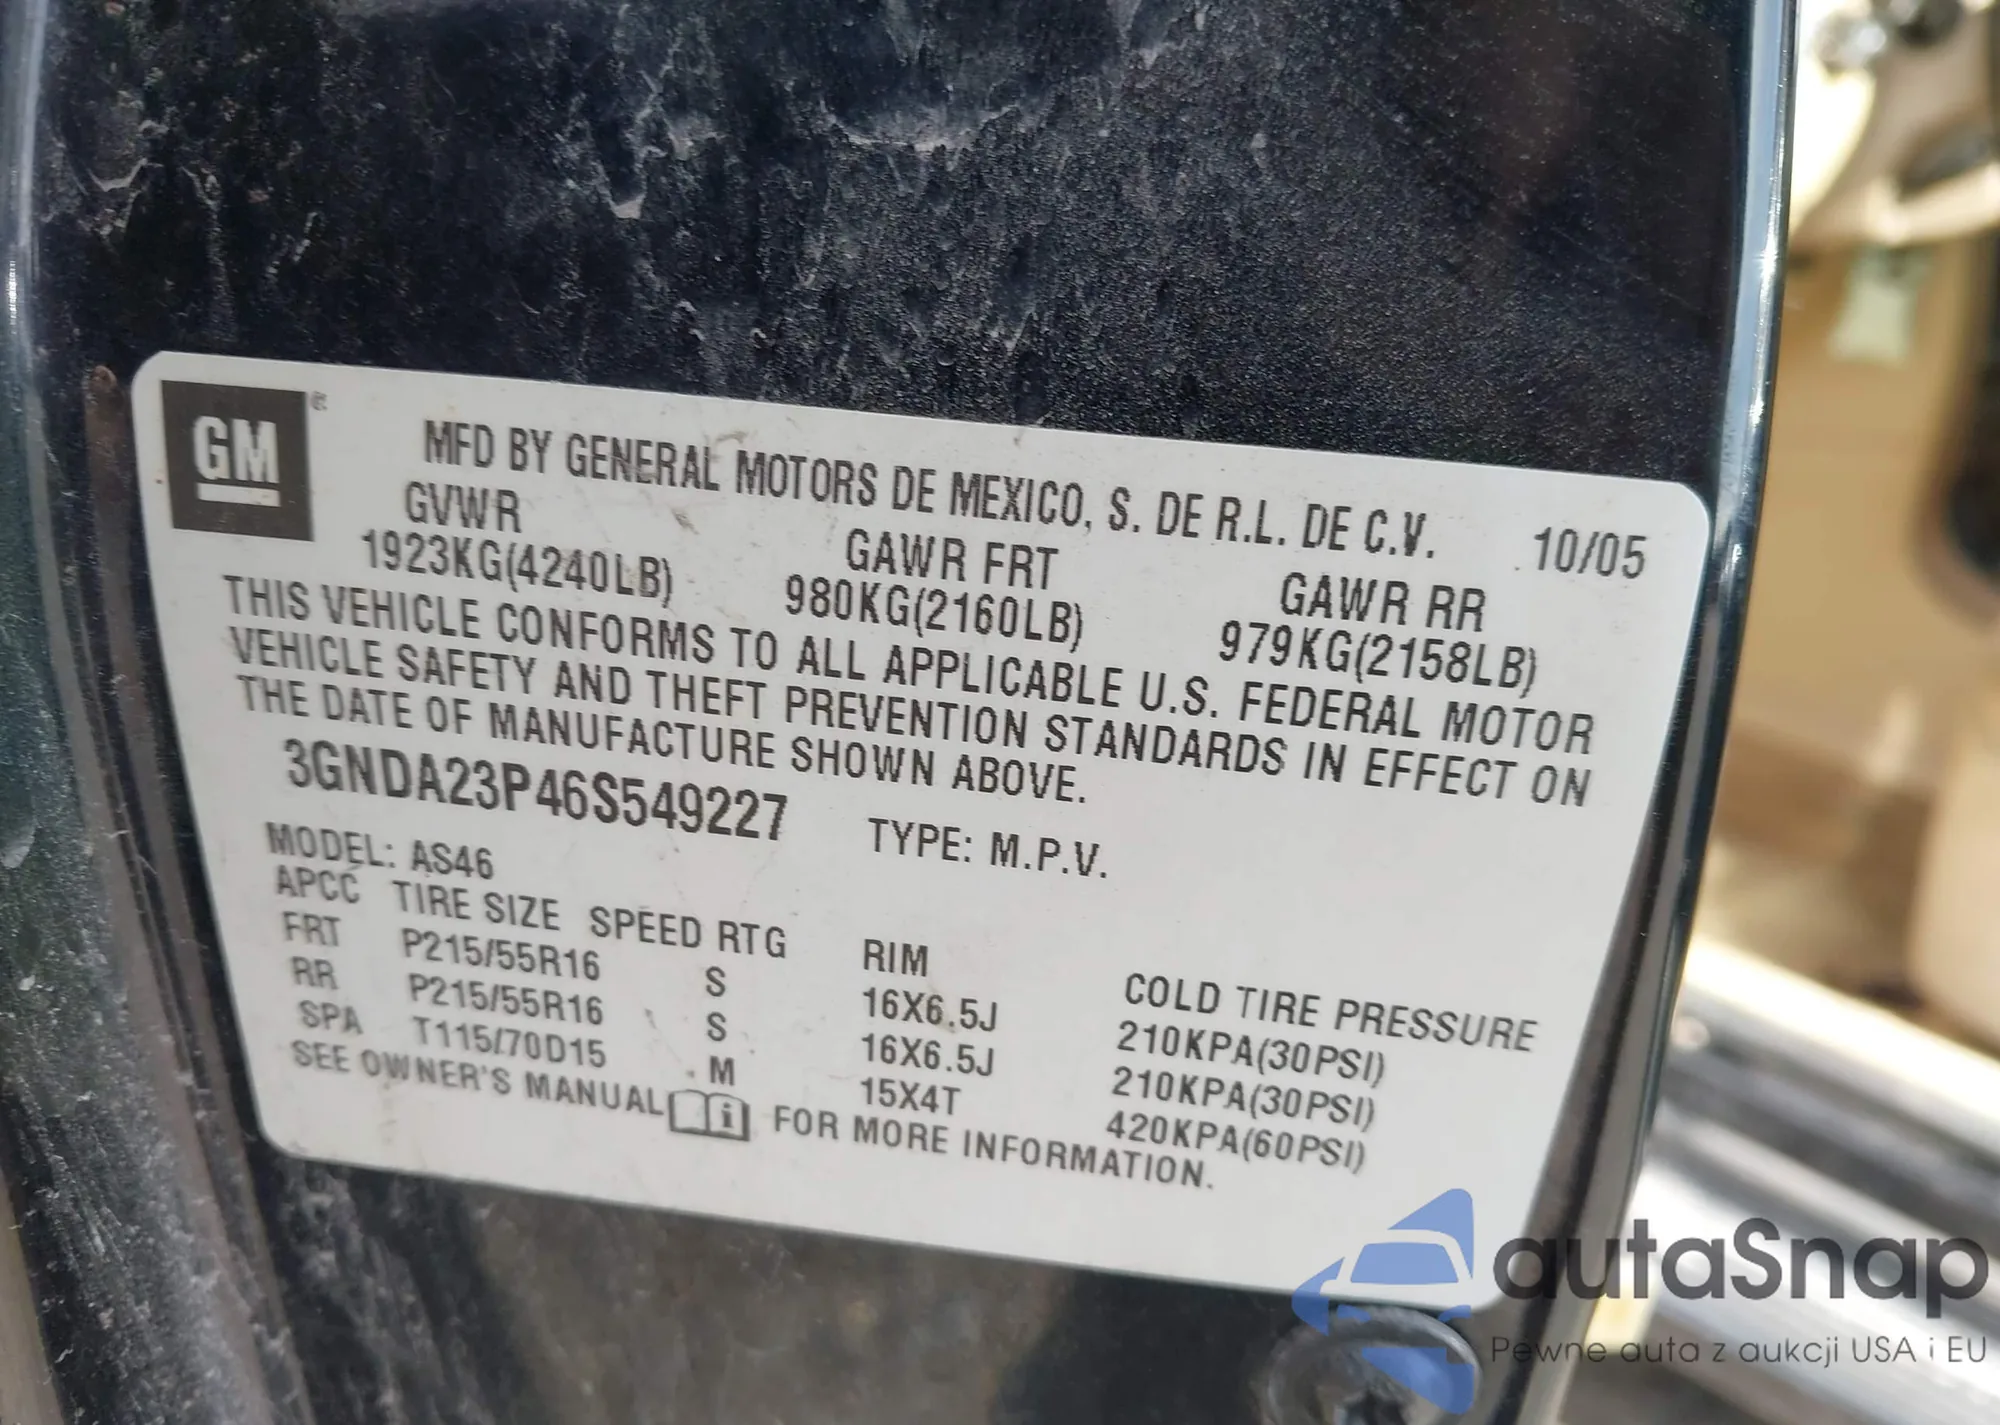 GM
MFD BY GENERAL MOTORS DE MEXICO, S. DE R.L. DE C.V. 10/05
GVWR GAWR FRT GAWR RR
1923KG(4240LB) 980KG(2160LB) 979KG(2158LB)
THIS VEHICLE CONFORMS TO ALL APPLICABLE U.S. FEDERAL MOTOR
VEHICLE SAFETY AND THEFT PREVENTION STANDARDS IN EFFECT ON
THE DATE OF MANUFACTURE SHOWN ABOVE.
3GNDA23P46S549227 TYPE: M.P.V.
MODEL: AS46
APCC TIRE SIZE SPEED RTG RIM COLD TIRE PRESSURE
FRT P215/55R16 S 16X6.5J 210KPA(30PSI)
RR P215/55R16 S 16X6.5J 210KPA(30PSI)
SPA T115/70D15 M 15X4T 420KPA(60PSI)
SEE OWNER'S MANUAL i FOR MORE INFORMATION.
autaSnap
Pewne auta z aukcji USA i EU